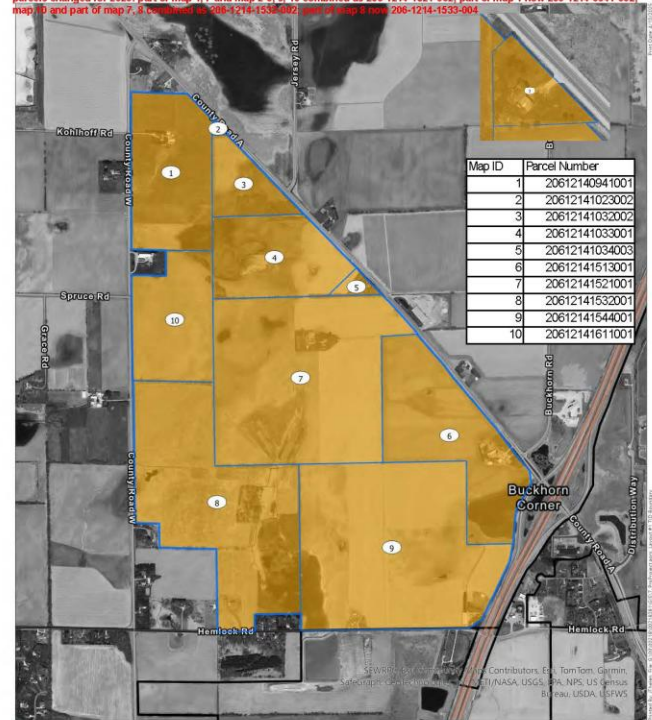 map 10 and part of map 7, 8 combined as 206-1214-1532-002, part of map 8 now 206-1214-1533-004
Jersey Rd
County Road A
Kohlhoff Rd
County Road W
Spruce Rd
Grace Rd
County Road W
Hemlock Rd
Buckhorn Rd
Buckhorn
Corner
County Road A
Distribution Way
Hemlock Rd
1
2
3
4
5
6
7
8
9
10
Map ID Parcel Number
1 20612140941001
2 20612141023002
3 20612141032002
4 20612141033001
5 20612141034003
6 20612141513001
7 20612141521001
8 20612141532001
9 20612141544001
10 20612141611001
Contributors, Esri, TomTom, Garmin,
SafeGraph, METI/NASA, USGS, EPA, NPS, US Census
Bureau, USDA, USFWS